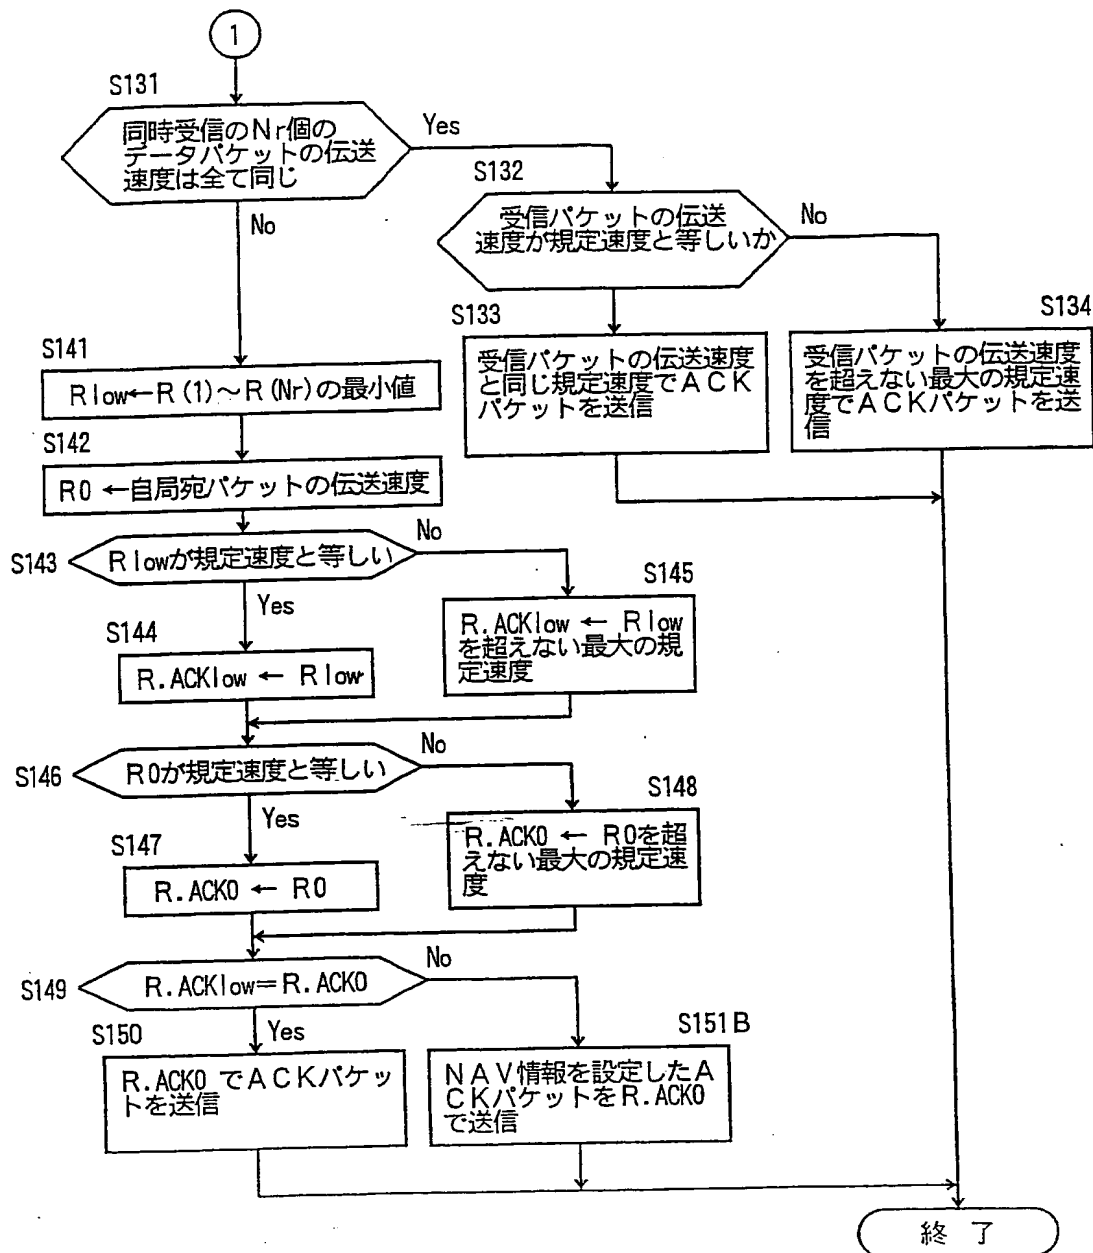 1
S131
同時受信のNr個の
データパケットの伝送
速度は全て同じ
Yes
No
S132
受信パケットの伝送
速度が規定速度と等しいか
No
S133
受信パケットの伝送速度
と同じ規定速度でACK
パケットを送信
S134
受信パケットの伝送速度
を超えない最大の規定速
度でACKパケットを送
信
S141
Rlow←R(1)～R(Nr)の最小値
S142
R0 ←自局宛パケットの伝送速度
S143
Rlowが規定速度と等しい
No
Yes
S144
R.ACKlow ← Rlow
S145
R.ACKlow ← Rlow
を超えない最大の規
定速度
S146
R0が規定速度と等しい
No
Yes
S147
R.ACK0 ← R0
S148
R.ACK0 ← R0を超
えない最大の規定速
度
S149
R.ACKlow=R.ACK0
No
Yes
S150
R.ACK0 でACKパケッ
トを送信
S151B
NAV情報を設定したA
CKパケットをR.ACK0
で送信
終了